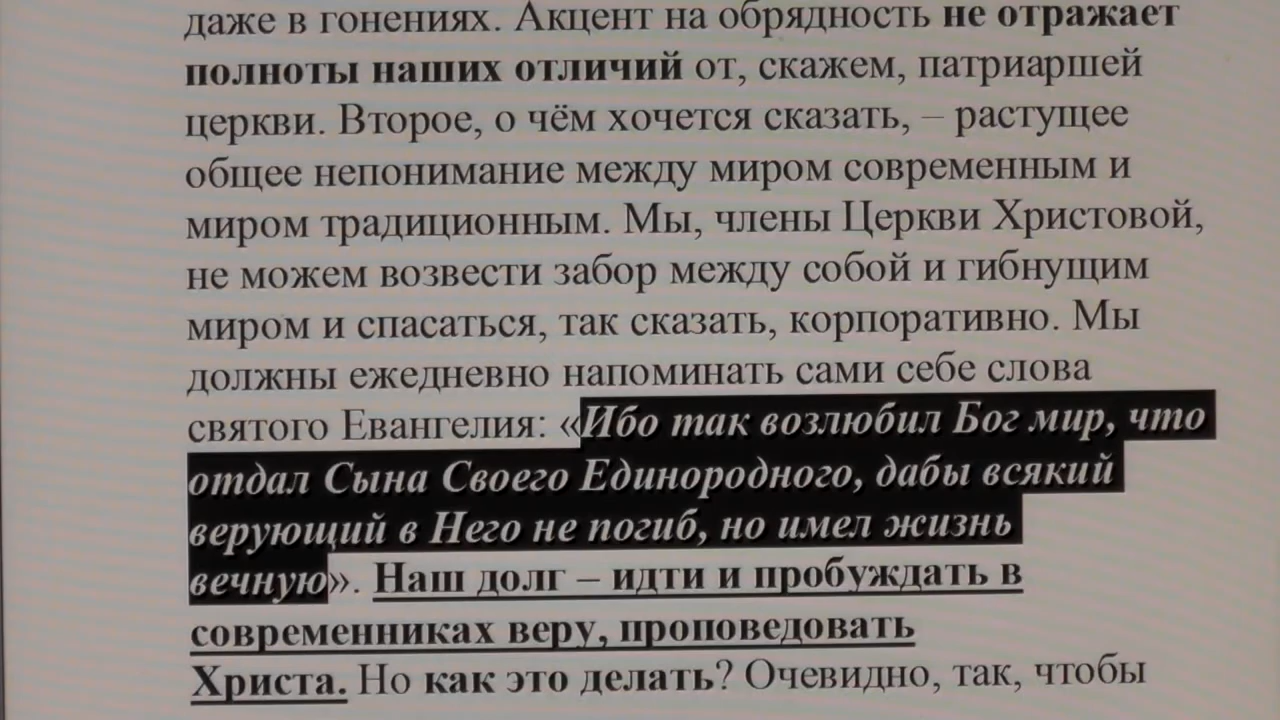 даже в гонениях. Акцент на обрядность не отражает
полноты наших отличий от, скажем, патриаршей
церкви. Второе, о чём хочется сказать, – растущее
общее непонимание между миром современным и
миром традиционным. Мы, члены Церкви Христовой,
не можем возвести забор между собой и гибнущим
миром и спасаться, так сказать, корпоративно. Мы
должны ежедневно напоминать сами себе слова
святого Евангелия: «Ибо так возлюбил Бог мир, что
отдал Сына Своего Единородного, дабы всякий
верующий в Него не погиб, но имел жизнь
вечную». Наш долг – идти и пробуждать в
современниках веру, проповедовать
Христа. Но как это делать? Очевидно, так, чтобы